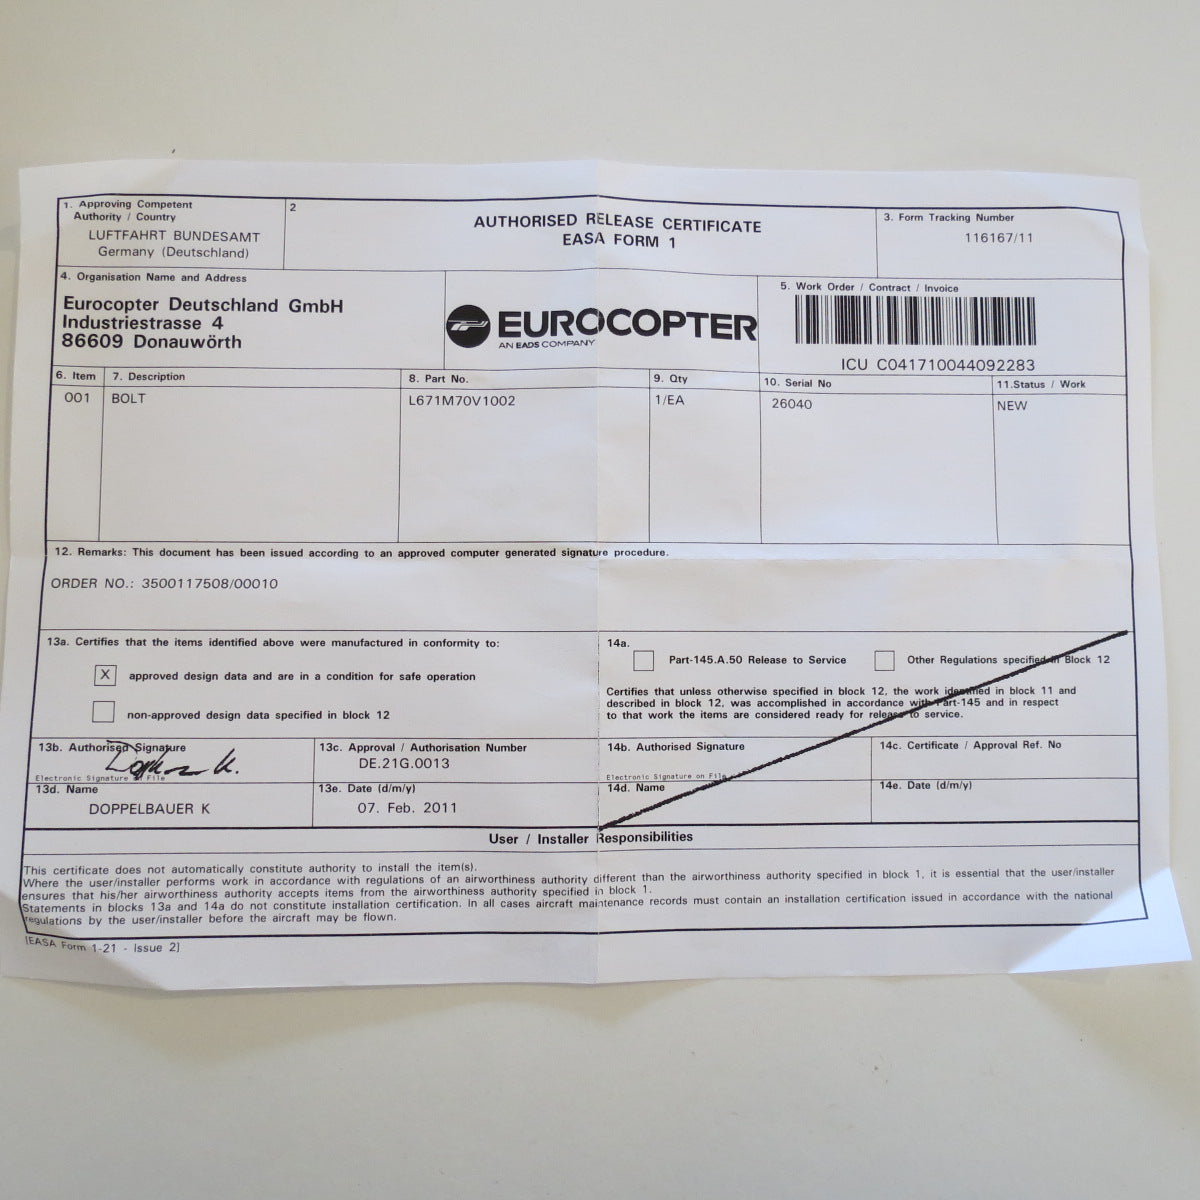 1. Approving Competent
Authority / Country
LUFTFAHRT BUNDESAMT
Germany (Deutschland)
2
AUTHORISED RELEASE CERTIFICATE
EASA FORM 1
3. Form Tracking Number
116167/11
4. Organisation Name and Address
Eurocopter Deutschland GmbH
Industriestrasse 4
86609 Donauwörth
EUROCOPTER
AN EADS COMPANY
5. Work Order / Contract / Invoice
ICU C041710044092283
6. Item
7. Description
8. Part No.
9. Qty
10. Serial No
11.Status / Work
001
BOLT
L671M70V1002
1/EA
26040
NEW
12. Remarks: This document has been issued according to an approved computer generated signature procedure.
ORDER NO.: 3500117508/00010
13a. Certifies that the items identified above were manufactured in conformity to:
X approved design data and are in a condition for safe operation
non-approved design data specified in block 12
14a.
Part-145.A.50 Release to Service
Other Regulations specified in Block 12
Certifies that unless otherwise specified in block 12, the work identified in block 11 and
described in block 12, was accomplished in accordance with Part-145 and in respect
to that work the items are considered ready for release to service.
13b. Authorised Signature
Electronic Signature on File
13c. Approval / Authorisation Number
DE.21G.0013
14b. Authorised Signature
Electronic Signature on File
14c. Certificate / Approval Ref. No
13d. Name
DOPPELBAUER K
13e. Date (d/m/y)
07. Feb. 2011
14d. Name
14e. Date (d/m/y)
User / Installer Responsibilities
This certificate does not automatically constitute authority to install the item(s).
Where the user/installer performs work in accordance with regulations of an airworthiness authority different than the airworthiness authority specified in block 1, it is essential that the user/installer
ensures that his/her airworthiness authority accepts items from the airworthiness authority specified in block 1.
Statements in blocks 13a and 14a do not constitute installation certification. In all cases aircraft maintenance records must contain an installation certification issued in accordance with the national
regulations by the user/installer before the aircraft may be flown.
[EASA Form 1-21 - Issue 2]